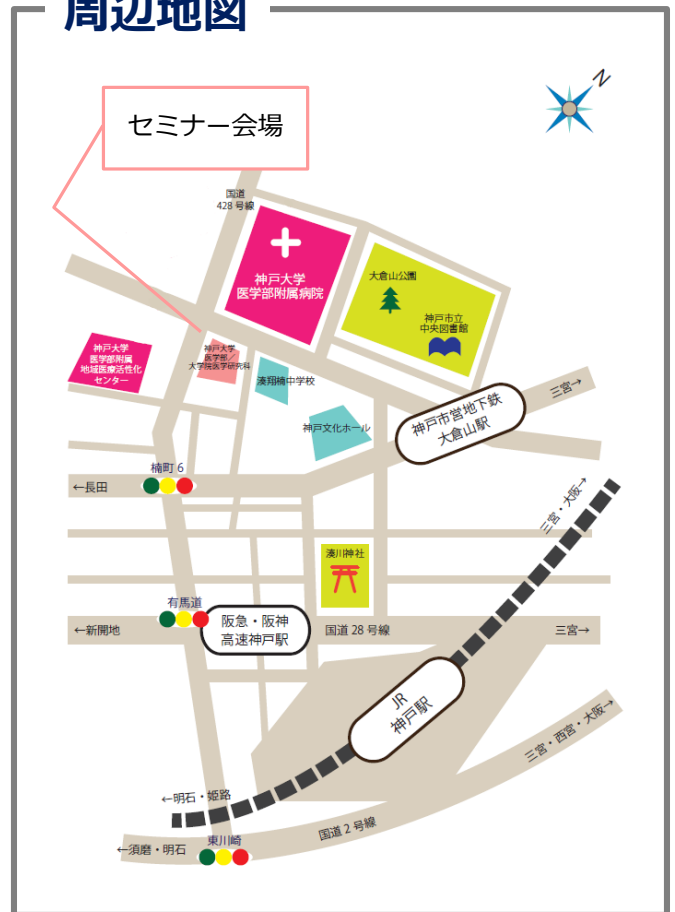 周辺地図
N
セミナー会場
国道
428号線
神戸大学
医学部附属病院
大倉山公園
神戸市立
中央図書館
神戸大学
医学部附属
地域医療活性化
センター
神戸大学
医学部／
大学院医学研究科
湊翔楠中学校
神戸文化ホール
神戸市営地下鉄
大倉山駅
三宮→
楠町6
←長田
三宮・大阪→
湊川神社
有馬道
←新開地
阪急・阪神
高速神戸駅
国道28号線
三宮→
JR
神戸駅
三宮・西宮・大阪→
←明石・姫路
国道2号線
東川崎
←須磨・明石